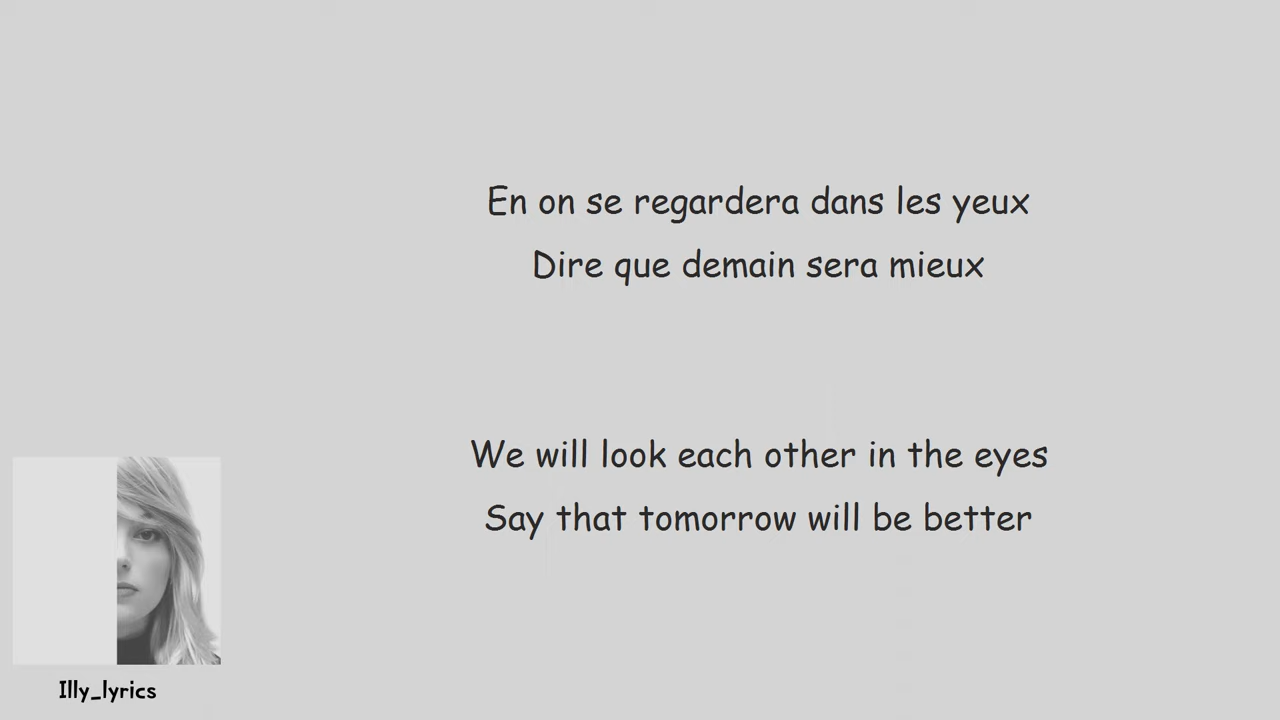 En on se regardera dans les yeux
Dire que demain sera mieux
We will look each other in the eyes
Say that tomorrow will be better
Illy_lyrics